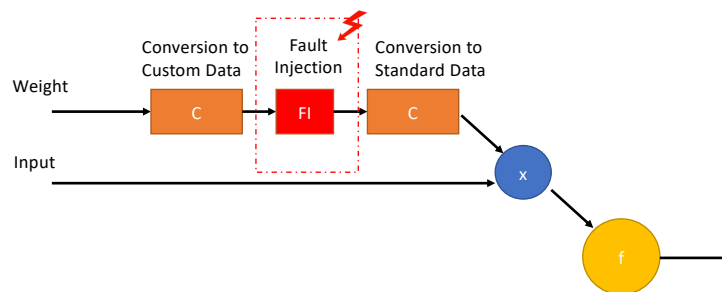 Conversion to
Custom Data
Fault
Injection
Conversion to
Standard Data
Weight
C
FI
C
Input
x
f